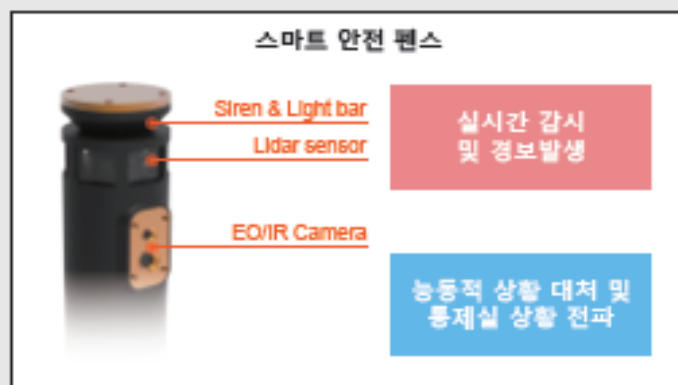 스마트 안전 펜스
Siren & Light bar
Lidar sensor
EO/IR Camera
실시간 감시
및 경보발생
능동적 상황 대처 및
통제실 상황 전파